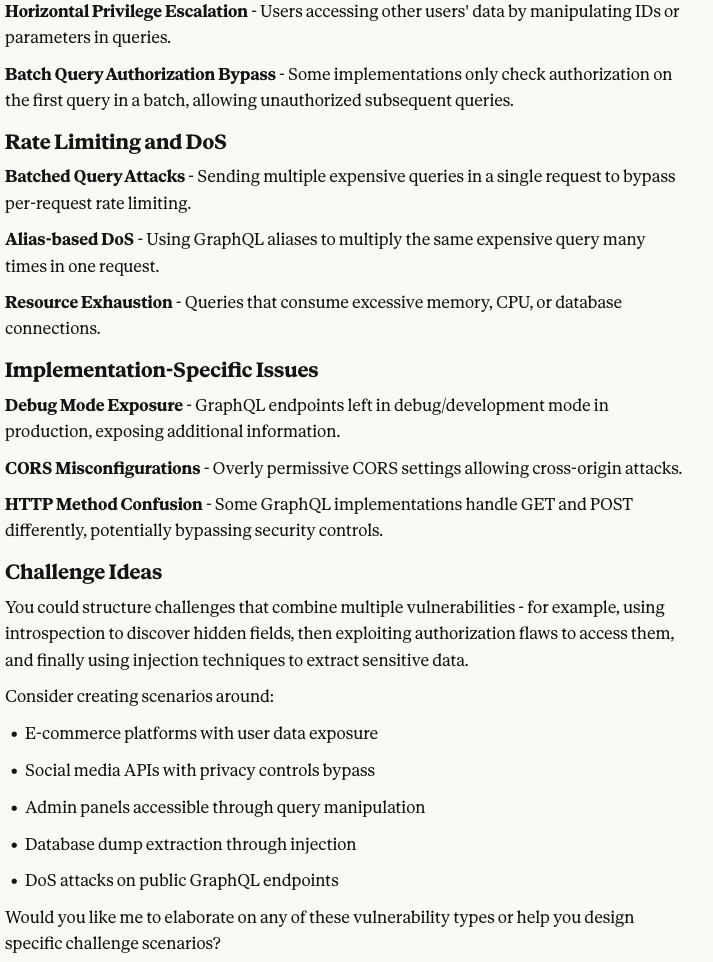 Horizontal Privilege Escalation - Users accessing other users' data by manipulating IDs or
parameters in queries.
Batch Query Authorization Bypass - Some implementations only check authorization on
the first query in a batch, allowing unauthorized subsequent queries.
Rate Limiting and DoS
Batched Query Attacks - Sending multiple expensive queries in a single request to bypass
per-request rate limiting.
Alias-based DoS - Using GraphQL aliases to multiply the same expensive query many
times in one request.
Resource Exhaustion - Queries that consume excessive memory, CPU, or database
connections.
Implementation-Specific Issues
Debug Mode Exposure - GraphQL endpoints left in debug/development mode in
production, exposing additional information.
CORS Misconfigurations - Overly permissive CORS settings allowing cross-origin attacks.
HTTP Method Confusion - Some GraphQL implementations handle GET and POST
differently, potentially bypassing security controls.
Challenge Ideas
You could structure challenges that combine multiple vulnerabilities - for example, using
introspection to discover hidden fields, then exploiting authorization flaws to access them,
and finally using injection techniques to extract sensitive data.
Consider creating scenarios around:
• E-commerce platforms with user data exposure
• Social media APIs with privacy controls bypass
• Admin panels accessible through query manipulation
• Database dump extraction through injection
• DoS attacks on public GraphQL endpoints
Would you like me to elaborate on any of these vulnerability types or help you design
specific challenge scenarios?